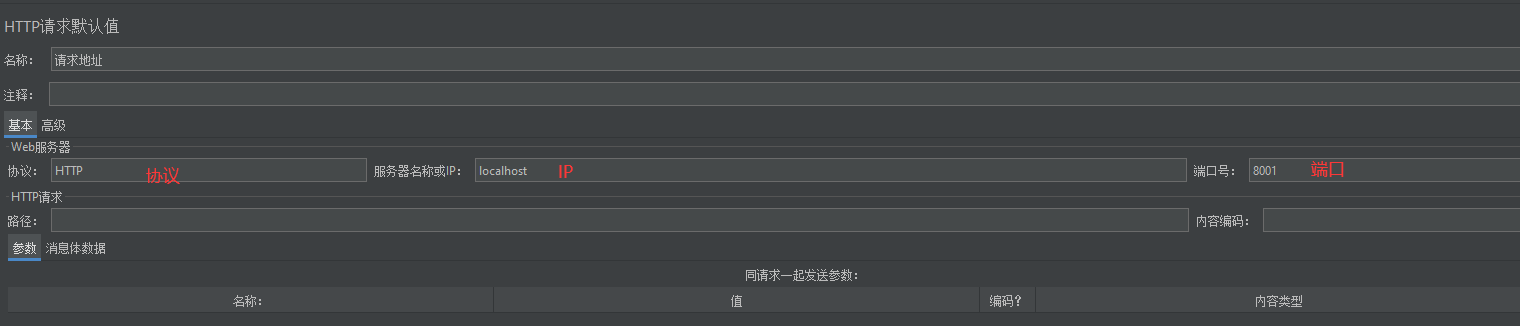 HTTP请求默认值
名称： 请求地址
注释：
基本 高级
Web服务器
协议： HTTP 协议 服务器名称或IP： localhost IP 端口号： 8001 端口
HTTP请求
路径： 内容编码：
参数 消息体数据
同请求一起发送参数：
名称： 值 编码？ 内容类型